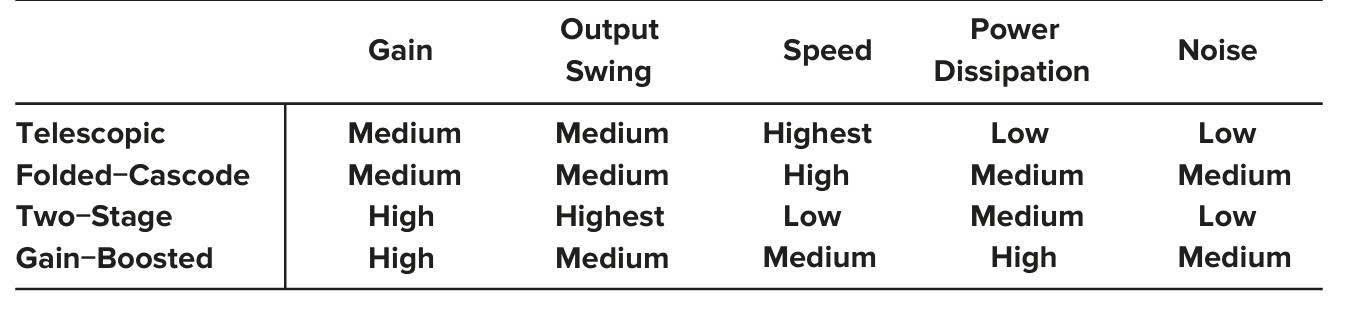 Gain Output Swing Speed Power Dissipation Noise
Telescopic Medium Medium Highest Low Low
Folded−Cascode Medium Medium High Medium Medium
Two−Stage High Highest Low Medium Low
Gain−Boosted High Medium Medium High Medium